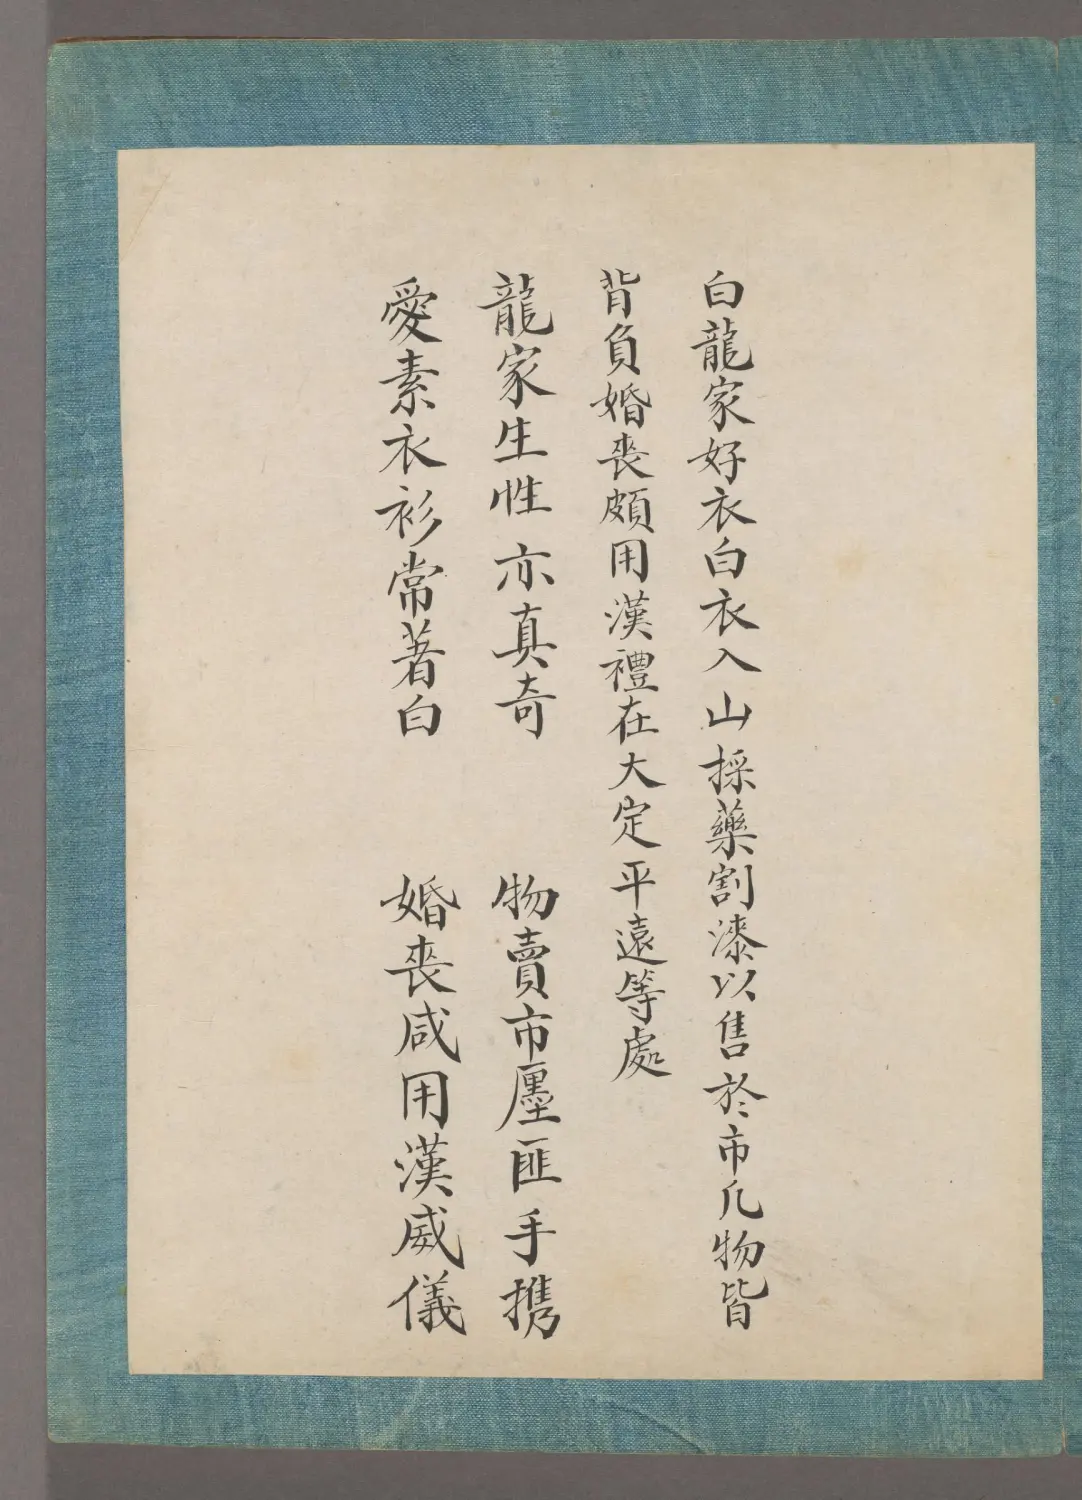 白龍家好衣白衣入山採藥割漆以售於市凡物皆
背負婚喪頗用漢禮在大定平遠等處
龍家生性亦真奇　物賣市廛匪手携
愛素衣衫常著白　婚喪咸用漢威儀